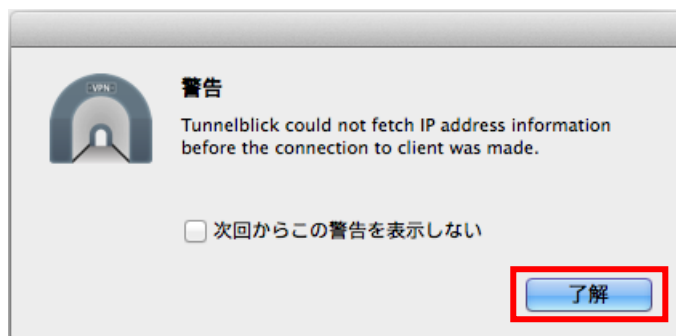 -VPN-
警告
Tunnelblick could not fetch IP address information
before the connection to client was made.
次回からこの警告を表示しない
了解